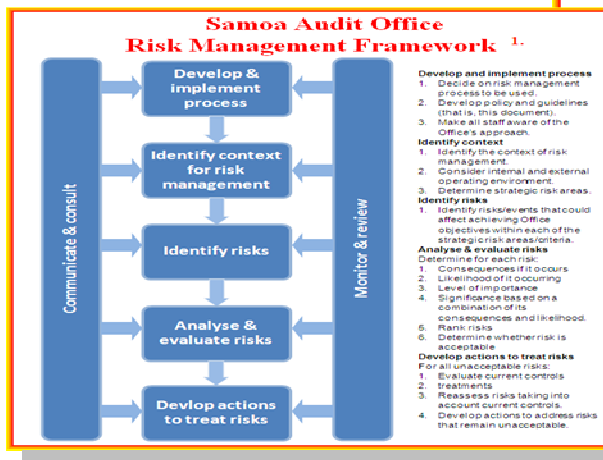 Samoa Audit Office
Risk Management Framework 1.
Communicate & consult
Develop &
implement
process
Identify context
for risk
management
Identify risks
Analyse &
evaluate risks
Devlop actions
to treat risks
Monitor & review
Develop and implement process
1. Decide on risk management
process to be used.
2. Develop policy and guidelines
(that is, this document).
3. Make all staff aware of the
Office's approach.
Identify context
1. Identify the context of risk
management.
2. Consider internal and external
operating environment.
3. Determine strategic risk areas.
Identify risks
1. Identify risks/events that could
affect achieving Office
objectives within each of the
strategic risk areas/criteria.
Analyse & evaluate risks
Determine for each risk:
1. Consequences if it occurs
2. Likelihood of it occurring
3. Level of importance
4. Significance based on a
combination of its
consequences and likelihood.
5. Rank risks
6. Determine whether risk is
acceptable
Develop actions to treat risks
For all unacceptable risks:
1. Evaluate current controls
2. treatments
3. Reassess risks taking into
account current controls.
4. Develop actions to address risks
that remain unacceptable.